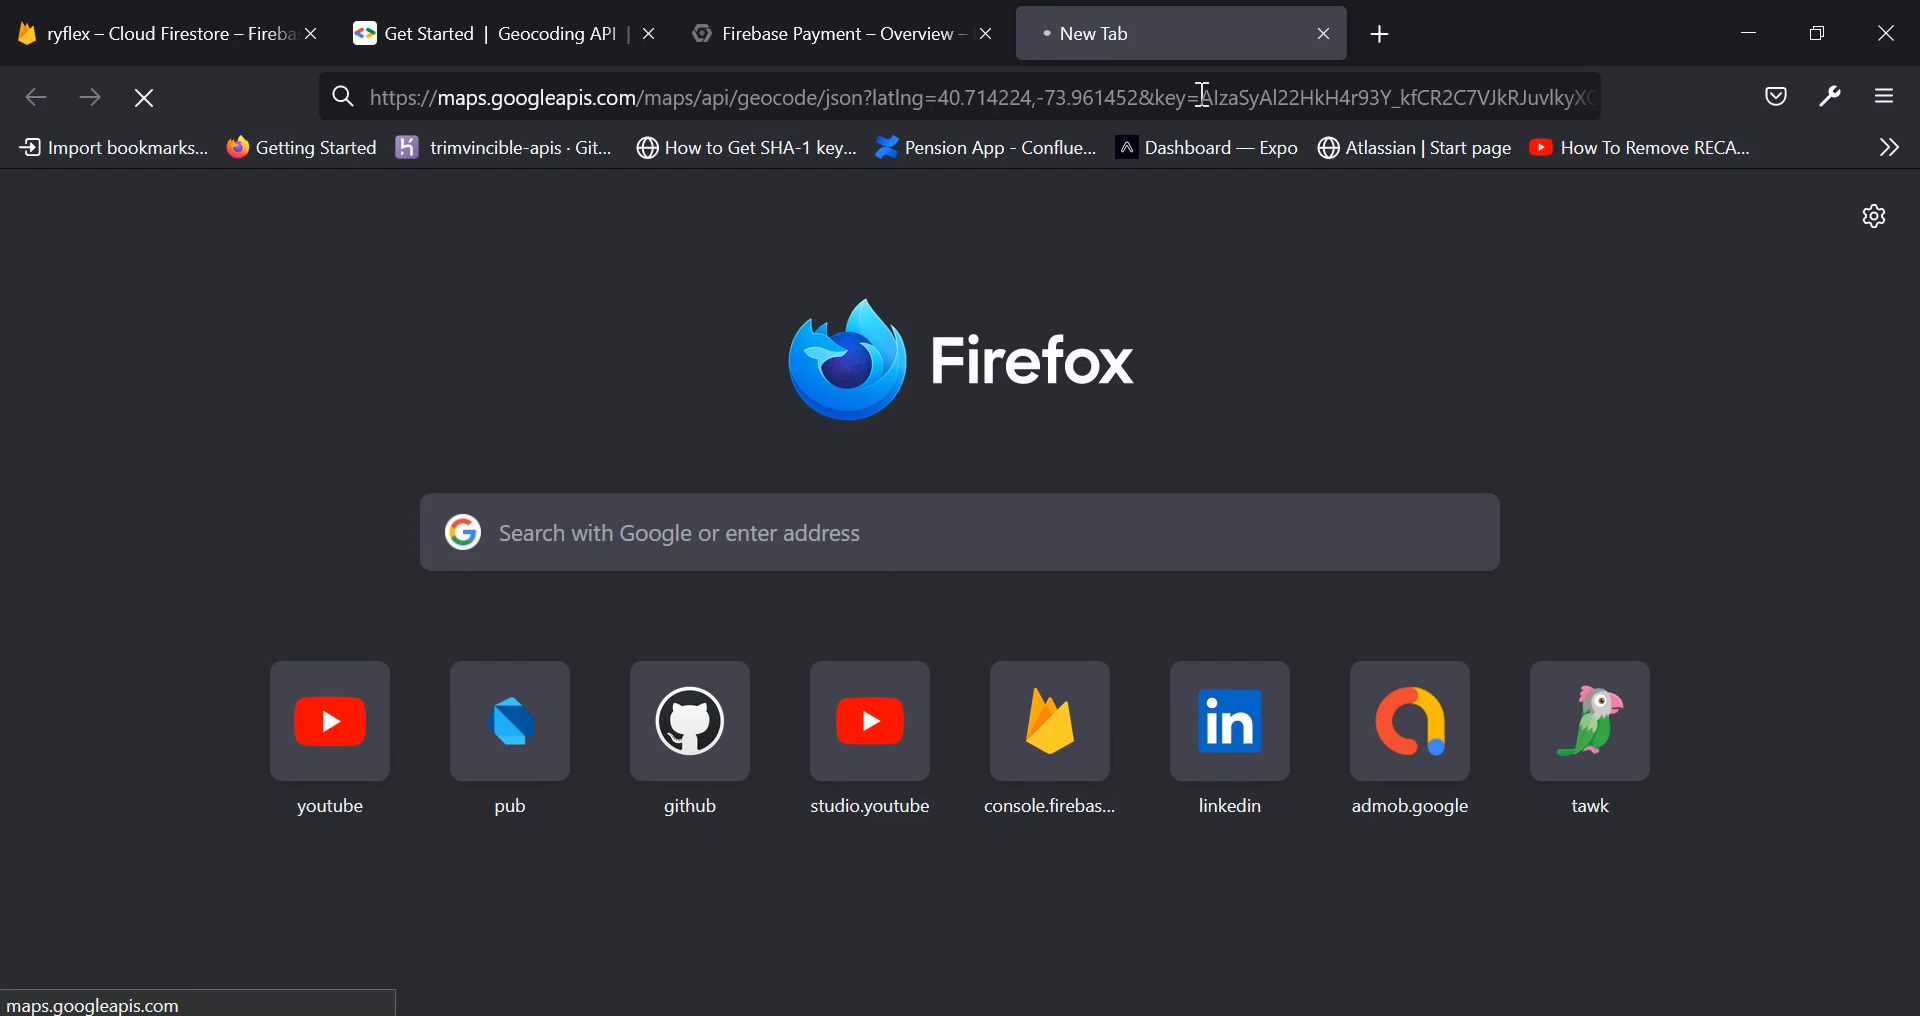 ryflex – Cloud Firestore – Fireba
Get Started | Geocoding API |
Firebase Payment – Overview –
New Tab
https://maps.googleapis.com/maps/api/geocode/json?latlng=40.714224,-73.961452&key=
Import bookmarks...
Getting Started
trimvincible-apis · Git...
How to Get SHA-1 key...
Pension App - Conflue...
Dashboard — Expo
Atlassian | Start page
How To Remove RECA...
Firefox
Search with Google or enter address
youtube
pub
github
studio.youtube
console.firebas...
linkedin
admob.google
tawk
maps.googleapis.com